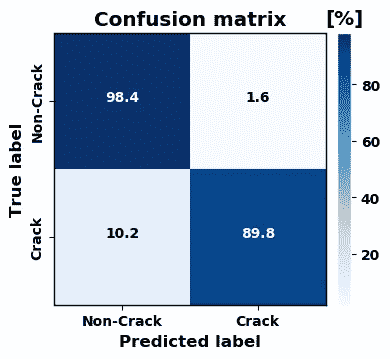 Confusion matrix
[%]
True label
Non-Crack
98.4
1.6
80
60
40
20
Crack
10.2
89.8
Non-Crack
Crack
Predicted label